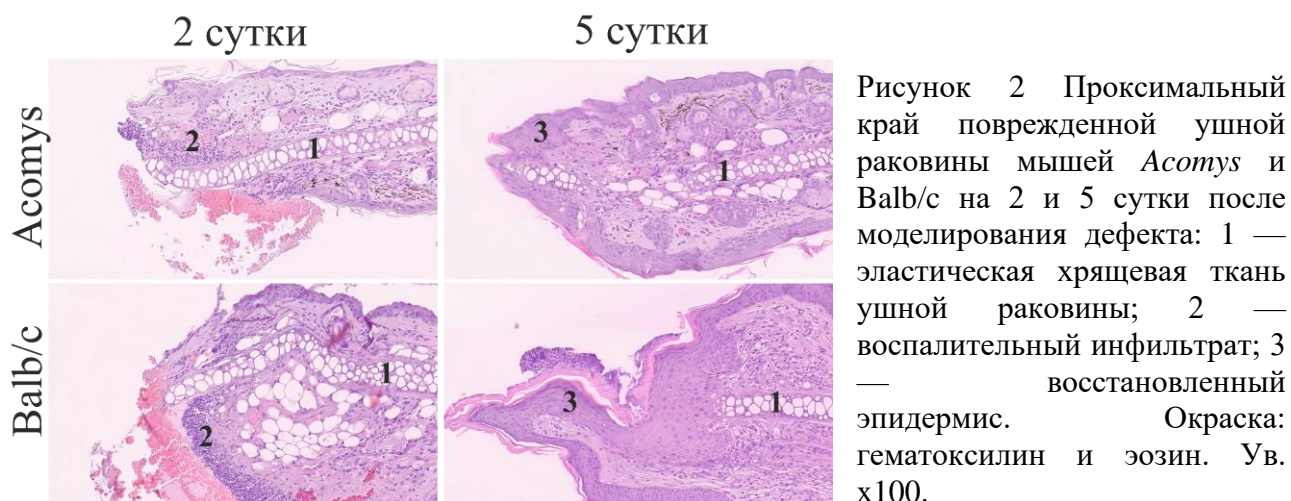 2 сутки 5 сутки
Acomys
2
1
3
1
Balb/c
2
1
3
1
Рисунок 2 Проксимальный
край поврежденной ушной
раковины мышей Acomys и
Balb/c на 2 и 5 сутки после
моделирования дефекта: 1 —
эластическая хрящевая ткань
ушной раковины; 2 —
воспалительный инфильтрат; 3
— восстановленный
эпидермис. Окраска:
гематоксилин и эозин. Ув.
x100.